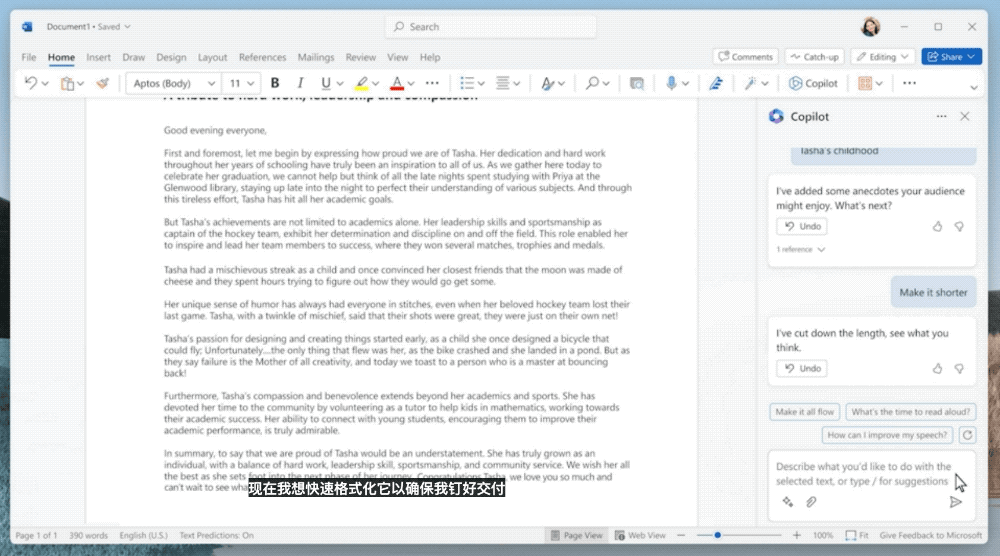 Document1 • Saved
Search
File Home Insert Draw Design Layout References Mailings Review View Help
Comments Catch-up Editing Share
Aptos (Body) 11 B I U A Copilot
A tribute to hard work, leadership and compassion
Good evening everyone,
First and foremost, let me begin by expressing how proud we are of Tasha. Her dedication and hard work
throughout her years of schooling have truly been an inspiration to all of us. As we gather here today to
celebrate her graduation, we cannot help but think of all the late nights spent studying with Priya at the
Glenwood library, staying up late into the night to perfect their understanding of various subjects. And through
this tireless effort, Tasha has hit all her academic goals.
But Tasha's achievements are not limited to academics alone. Her leadership skills and sportsmanship as
captain of the hockey team, exhibit her determination and discipline on and off the field. This role enabled her
to inspire and lead her team members to success, where they won several matches, trophies and medals.
Tasha had a mischievous streak as a child and once convinced her closest friends that the moon was made of
cheese and they spent hours trying to figure out how they would go get some.
Her unique sense of humor has always had everyone in stitches, even when her beloved hockey team lost their
last game. Tasha, with a twinkle of mischief, said that their shots were great, they were just on their own net!
Tasha's passion for designing and creating things started early, as a child she once designed a bicycle that
could fly; Unfortunately....the only thing that flew was her, as the bike crashed and she landed in a pond. But as
they say failure is the Mother of all creativity, and today we toast to a person who is a master at bouncing
back!
Furthermore, Tasha's compassion and benevolence extends beyond her academics and sports. She has
devoted her time to the community by volunteering as a tutor to help kids in mathematics, working towards
their academic success. Her ability to connect with young students, encouraging them to improve their
academic performance, is truly admirable.
In summary, to say that we are proud of Tasha would be an understatement. She has truly grown as an
individual, with a balance of hard work, leadership skill, sportsmanship, and community service. We wish her all
the best as she sets foot into the next phase of her journey. Congratulations Tasha, we love you so much and
can't wait to see wha
现在我想快速格式化它以确保我钉好交付
Copilot
Tasha's childhood
I've added some anecdotes your audience
might enjoy. What's next?
Undo
1 reference
Make it shorter
I've cut down the length, see what you
think.
Undo
Make it all flow What's the time to read aloud?
How can I improve my speech?
Describe what you'd like to do with the
selected text, or type / for suggestions
Page 1 of 1 390 words English (U.S.) Text Predictions: On Page View Web View 100% Fit Give Feedback to Microsoft